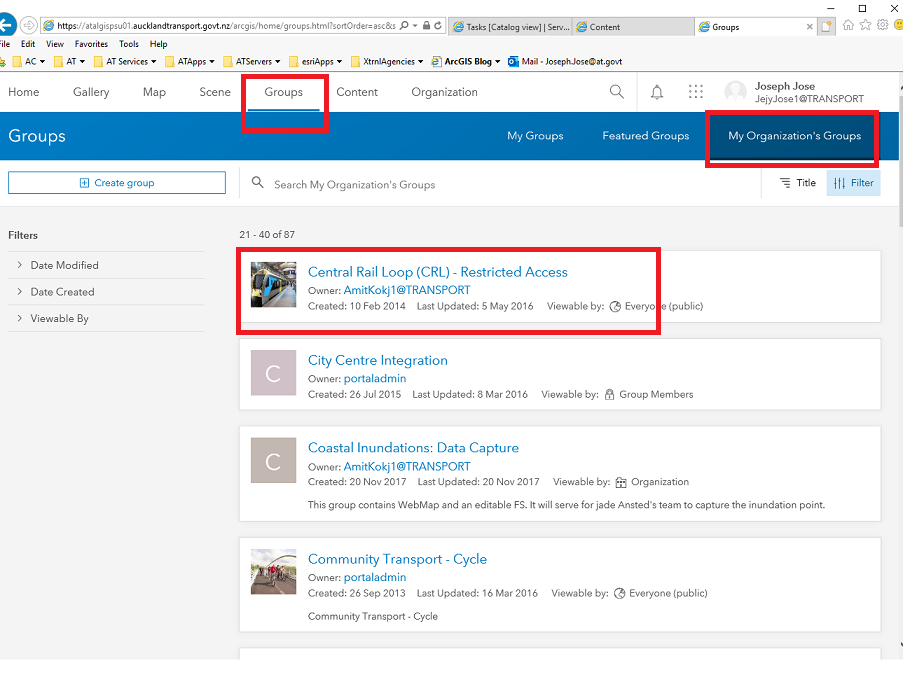 https://atalgispsu01.aucklandtransport.govt.nz/arcgis/home/groups.html?sortOrder=asc&s
Tasks [Catalog view] | Serv...
Content
Groups
File Edit View Favorites Tools Help
AC AT AT Services ATApps ATServers esriApps XtrnlAgencies ArcGIS Blog Mail - Joseph.Jose@at.govt
Home Gallery Map Scene Groups Content Organization
Joseph Jose
JejyJose1@TRANSPORT
Groups
My Groups Featured Groups My Organization's Groups
Create group
Search My Organization's Groups
Title Filter
Filters
21 - 40 of 87
Date Modified
Date Created
Viewable By
Central Rail Loop (CRL) - Restricted Access
Owner: AmitKokj1@TRANSPORT
Created: 10 Feb 2014 Last Updated: 5 May 2016 Viewable by: Everyone (public)
C
City Centre Integration
Owner: portaladmin
Created: 26 Jul 2015 Last Updated: 8 Mar 2016 Viewable by: Group Members
C
Coastal Inundations: Data Capture
Owner: AmitKokj1@TRANSPORT
Created: 20 Nov 2017 Last Updated: 20 Nov 2017 Viewable by: Organization
This group contains WebMap and an editable FS. It will serve for jade Ansted's team to capture the inundation point.
Community Transport - Cycle
Owner: portaladmin
Created: 26 Sep 2013 Last Updated: 16 Mar 2016 Viewable by: Everyone (public)
Community Transport - Cycle